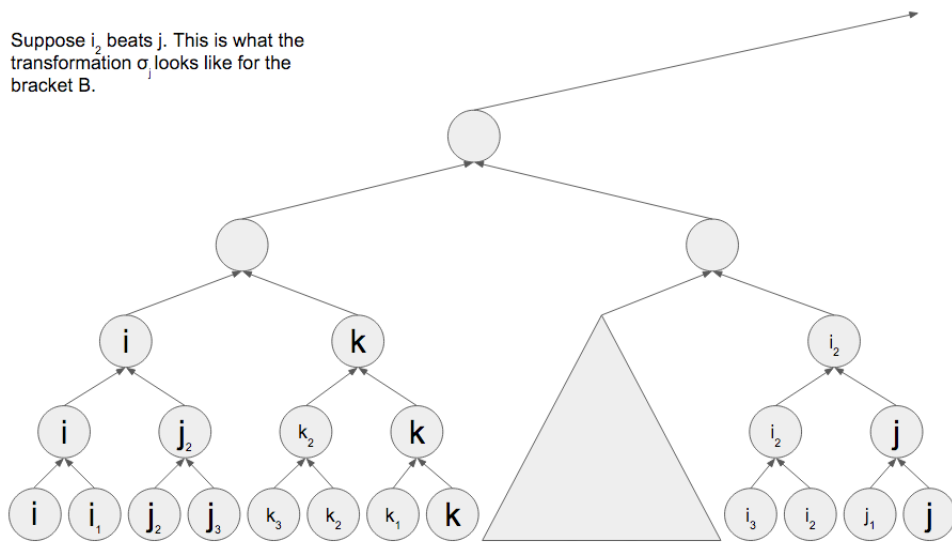 Suppose i₂ beats j. This is what the
transformation σⱼ looks like for the
bracket B.
i k i₂
i j₂ k₂ k i₂ j
i i₁ j₂ j₃ k₃ k₂ k₁ k i₃ i₂ j₁ j